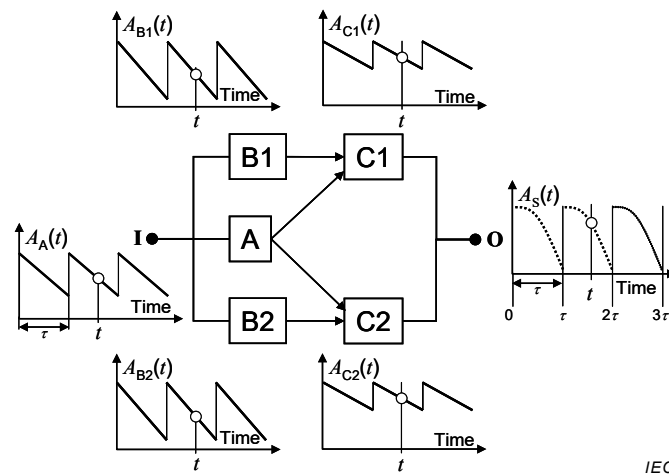 A_B1(t)
Time
t
A_C1(t)
Time
t
B1
C1
A_A(t)
Time
τ
t
I
A
O
A_S(t)
Time
τ
t
0
τ
2τ
3τ
B2
C2
A_B2(t)
Time
t
A_C2(t)
Time
t